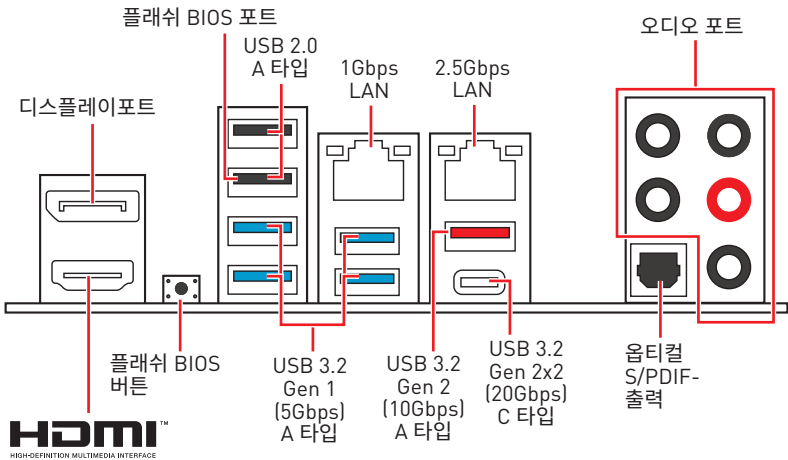 플래쉬 BIOS 포트
오디오 포트
USB 2.0
A 타입
1Gbps
LAN
2.5Gbps
LAN
디스플레이포트
플래쉬 BIOS
버튼
USB 3.2
Gen 1
(5Gbps)
A 타입
USB 3.2
Gen 2
(10Gbps)
A 타입
USB 3.2
Gen 2x2
(20Gbps)
C 타입
옵티컬
S/PDIF-
출력
HDMI™
HIGH-DEFINITION MULTIMEDIA INTERFACE